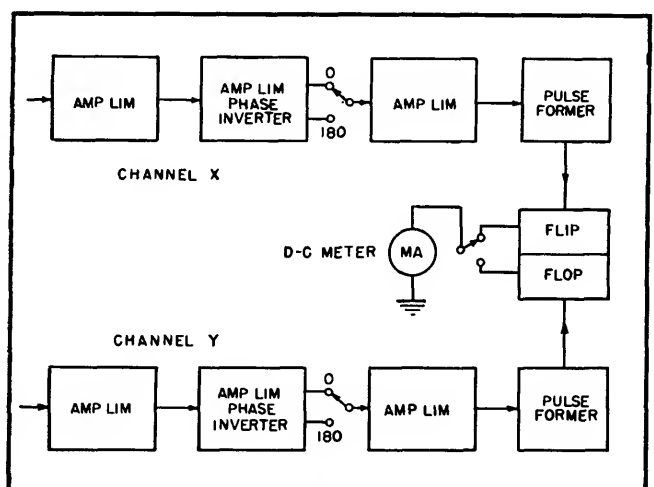 AMP LIM
AMP LIM
PHASE
INVERTER
0
180
AMP LIM
PULSE
FORMER
CHANNEL X
D-C METER
MA
FLIP
FLOP
CHANNEL Y
AMP LIM
AMP LIM
PHASE
INVERTER
0
180
AMP LIM
PULSE
FORMER